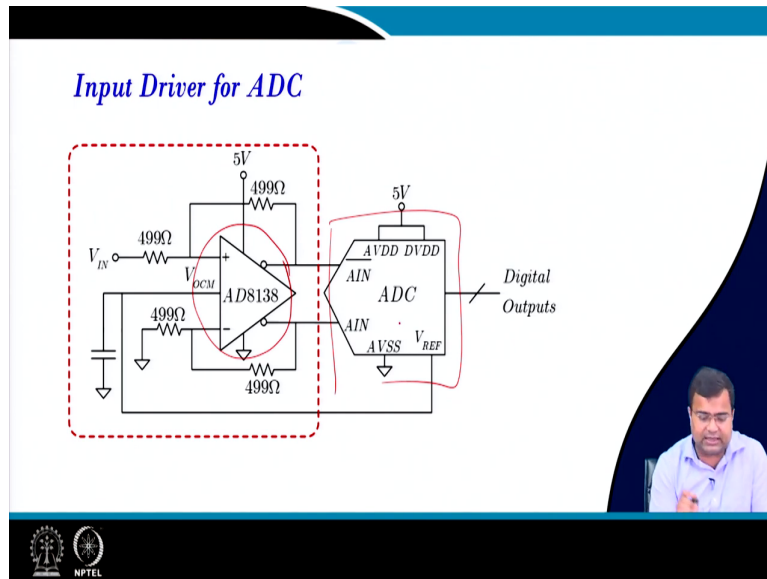 Input Driver for ADC
5V
499Ω
5V
499Ω
V_IN
V_OCM
AD8138
499Ω
499Ω
AVDD DVDD
A̅I̅N̅
ADC
AIN
V_REF
AVSS
Digital
Outputs
NPTEL